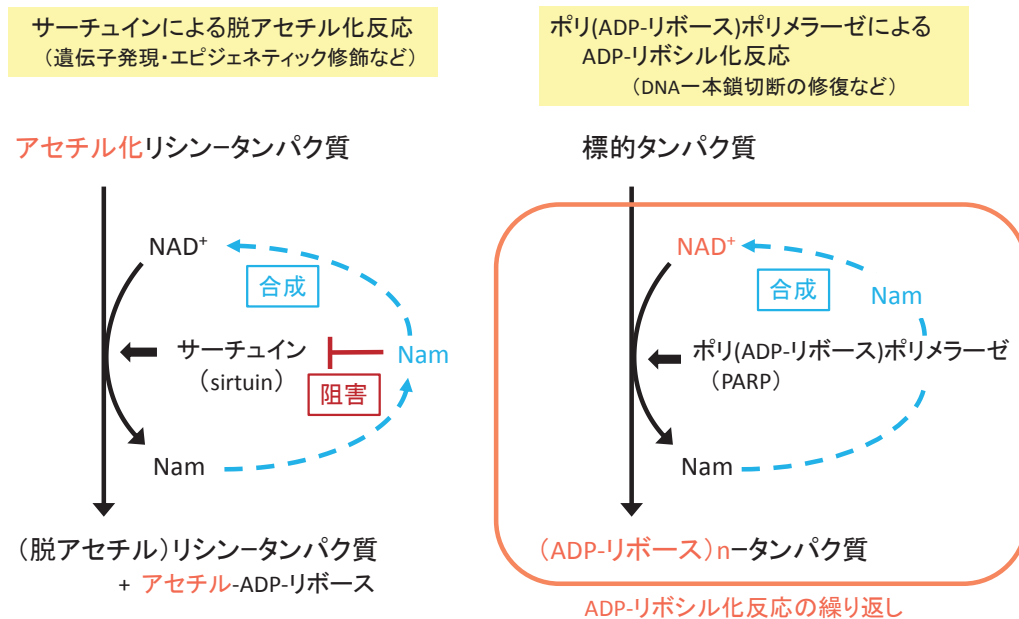 サーチュインによる脱アセチル化反応
（遺伝子発現・エピジェネティック修飾など）
アセチル化リシン−タンパク質
NAD⁺
合成
サーチュイン
（sirtuin）
Nam
阻害
Nam
（脱アセチル）リシン−タンパク質
+ アセチル-ADP-リボース
ポリ(ADP-リボース)ポリメラーゼによる
ADP-リボシル化反応
（DNA一本鎖切断の修復など）
標的タンパク質
NAD⁺
合成
Nam
ポリ(ADP-リボース)ポリメラーゼ
（PARP）
Nam
（ADP-リボース）n−タンパク質
ADP-リボシル化反応の繰り返し